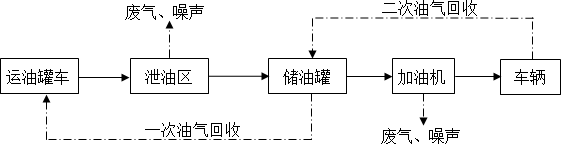 废气、噪声
二次油气回收
运油罐车
泄油区
储油罐
加油机
车辆
一次油气回收
废气、噪声